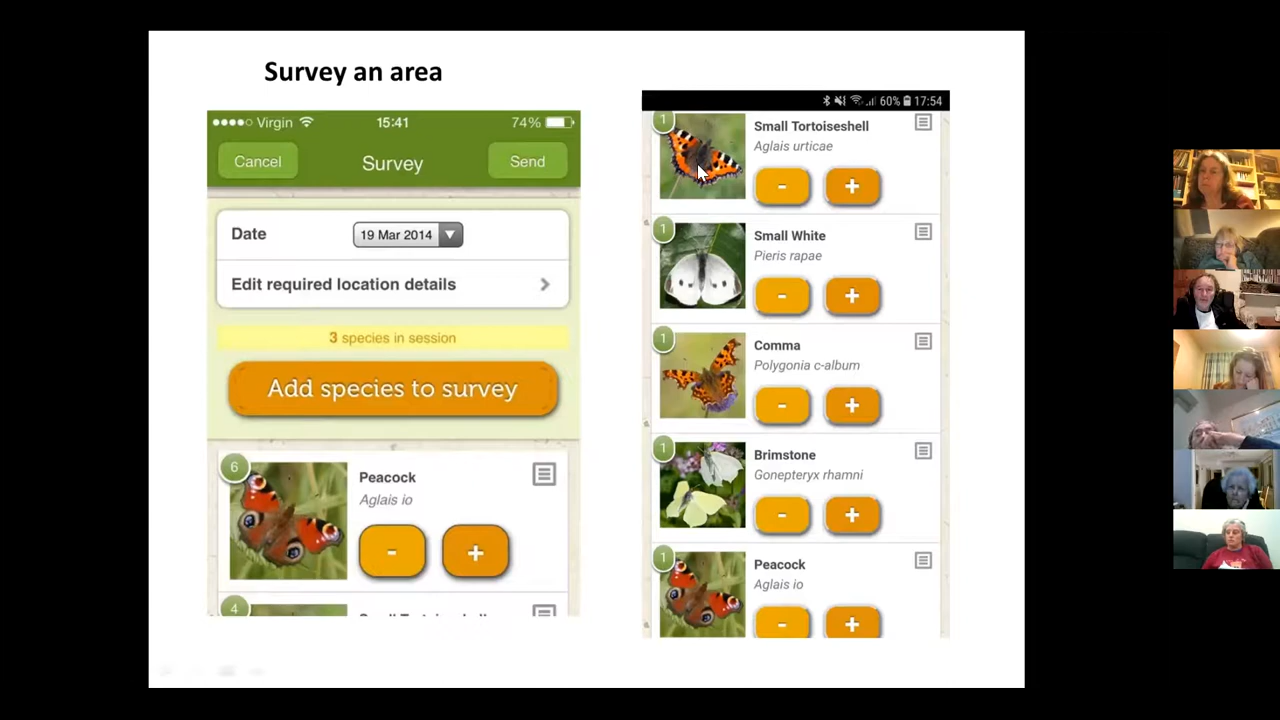 Survey an area
Virgin 15:41 74%
Cancel Survey Send
Date 19 Mar 2014
Edit required location details
3 species in session
Add species to survey
6
Peacock
Aglais io
- +
4
60% 17:54
1
Small Tortoiseshell
Aglais urticae
- +
1
Small White
Pieris rapae
- +
1
Comma
Polygonia c-album
- +
1
Brimstone
Gonepteryx rhamni
- +
1
Peacock
Aglais io
- +